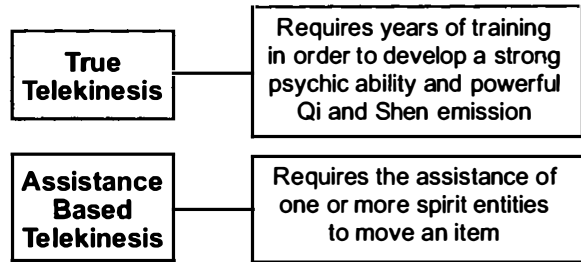 True
Telekinesis
Requires years of training
in order to develop a strong
psychic ability and powerful
Qi and Shen emission
Assistance
Based
Telekinesis
Requires the assistance of
one or more spirit entities
to move an item